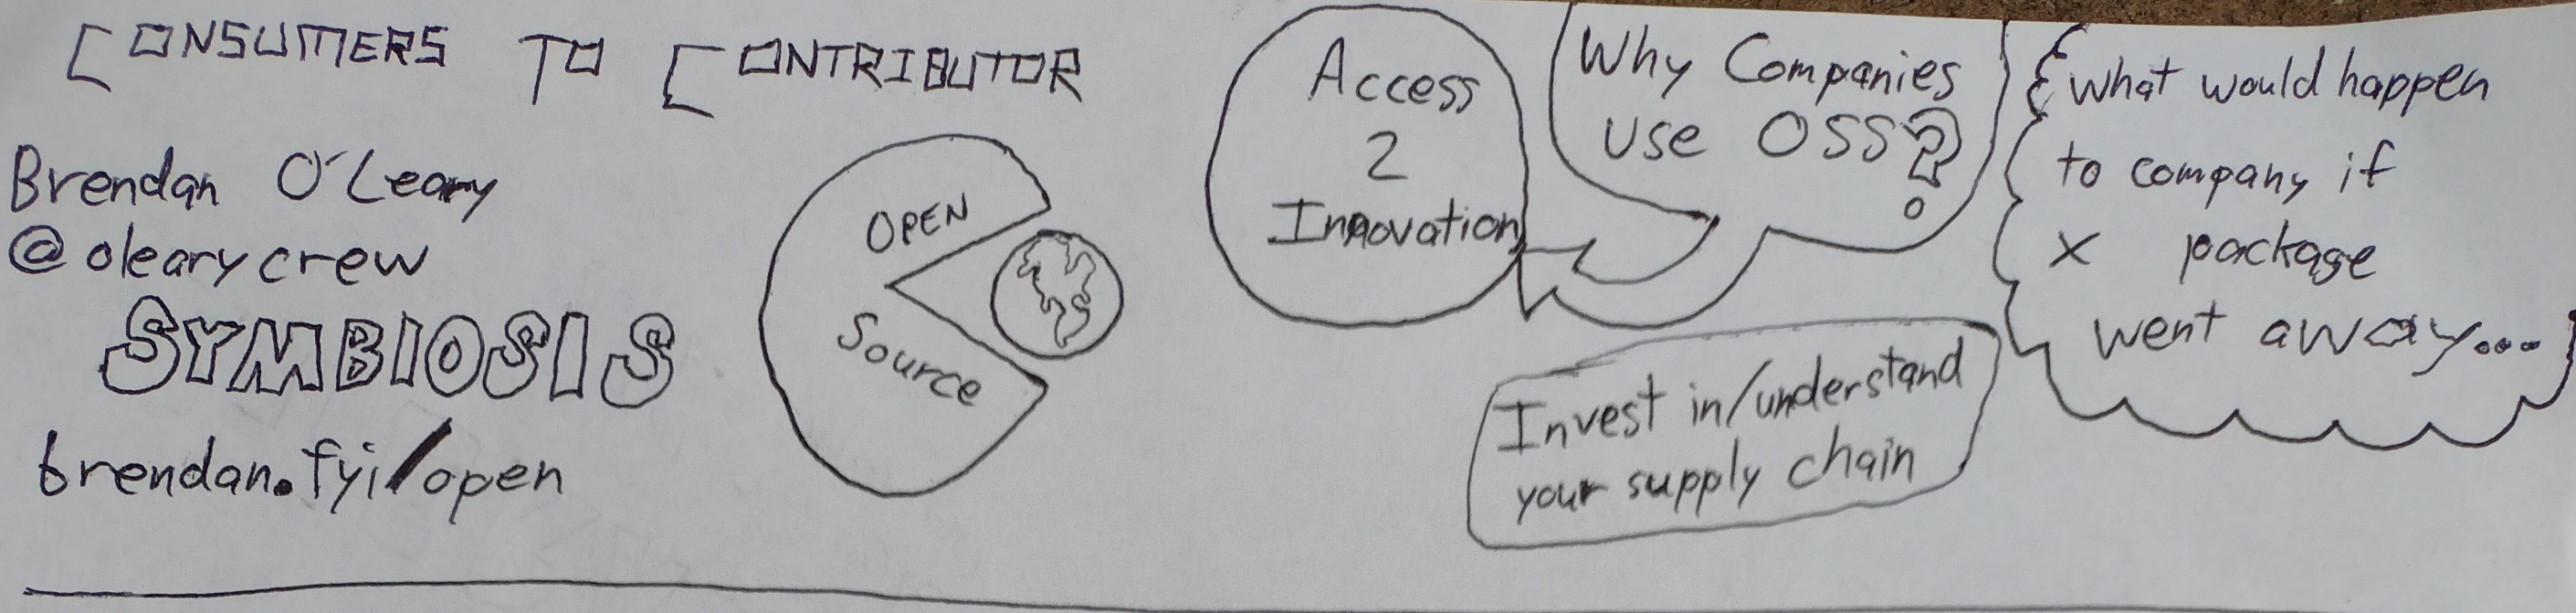 CONSUMERS TO CONTRIBUTOR
Brendan O'Leary
@olearycrew
SYMBIOSIS
brendan.fyi/open
OPEN
Source
Access
2
Innovation
Why Companies
use OSS?
What would happen
to company if
x package
went away...
Invest in/understand
your supply chain